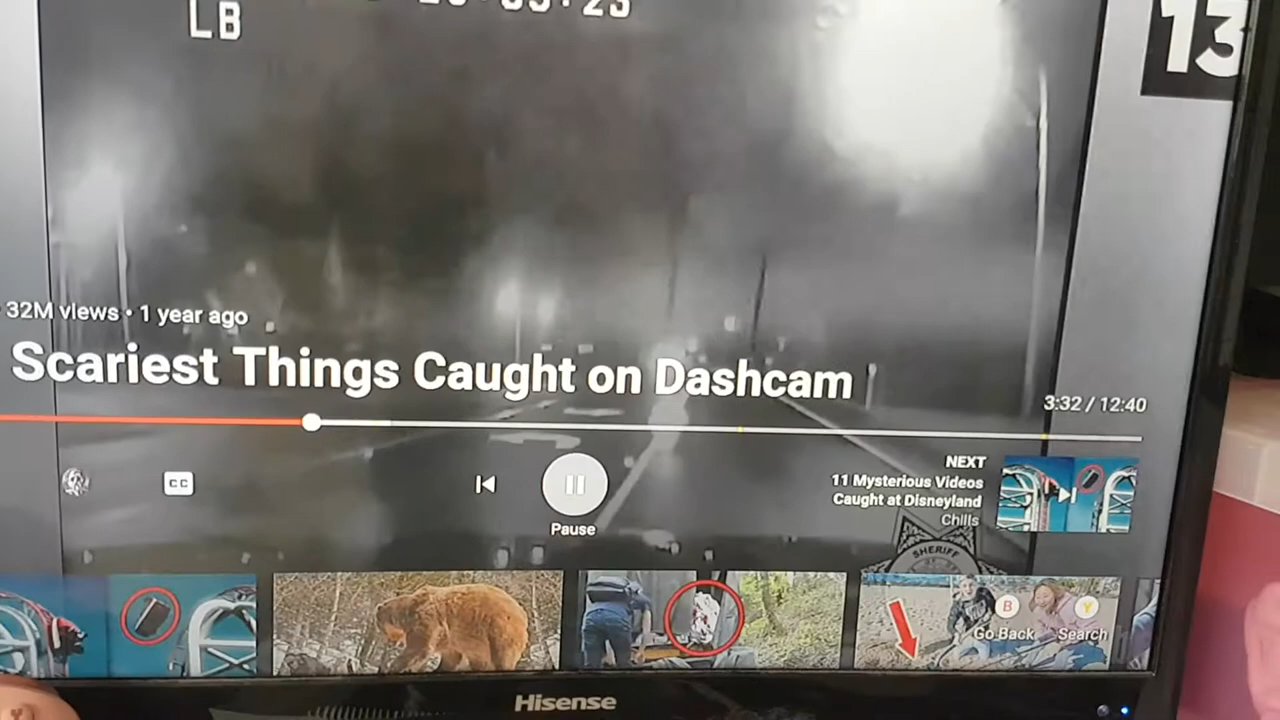 LB
13
32M views • 1 year ago
Scariest Things Caught on Dashcam
3:32 / 12:40
CC
NEXT
11 Mysterious Videos
Caught at Disneyland
Chills
Pause
SHERIFF
B
Y
Go Back
Search
Hisense